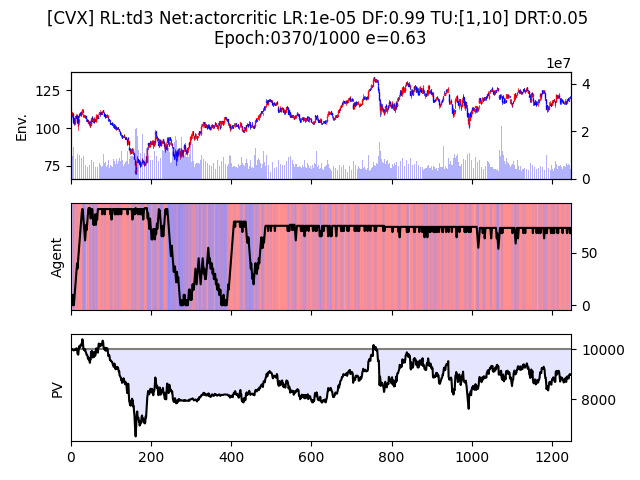 [CVX] RL:td3 Net:actorcritic LR:1e-05 DF:0.99 TU:[1,10] DRT:0.05
Epoch:0370/1000 e=0.63
1e7
125
100
75
Env.
4
2
0
Agent
50
0
PV
10000
8000
0 200 400 600 800 1000 1200